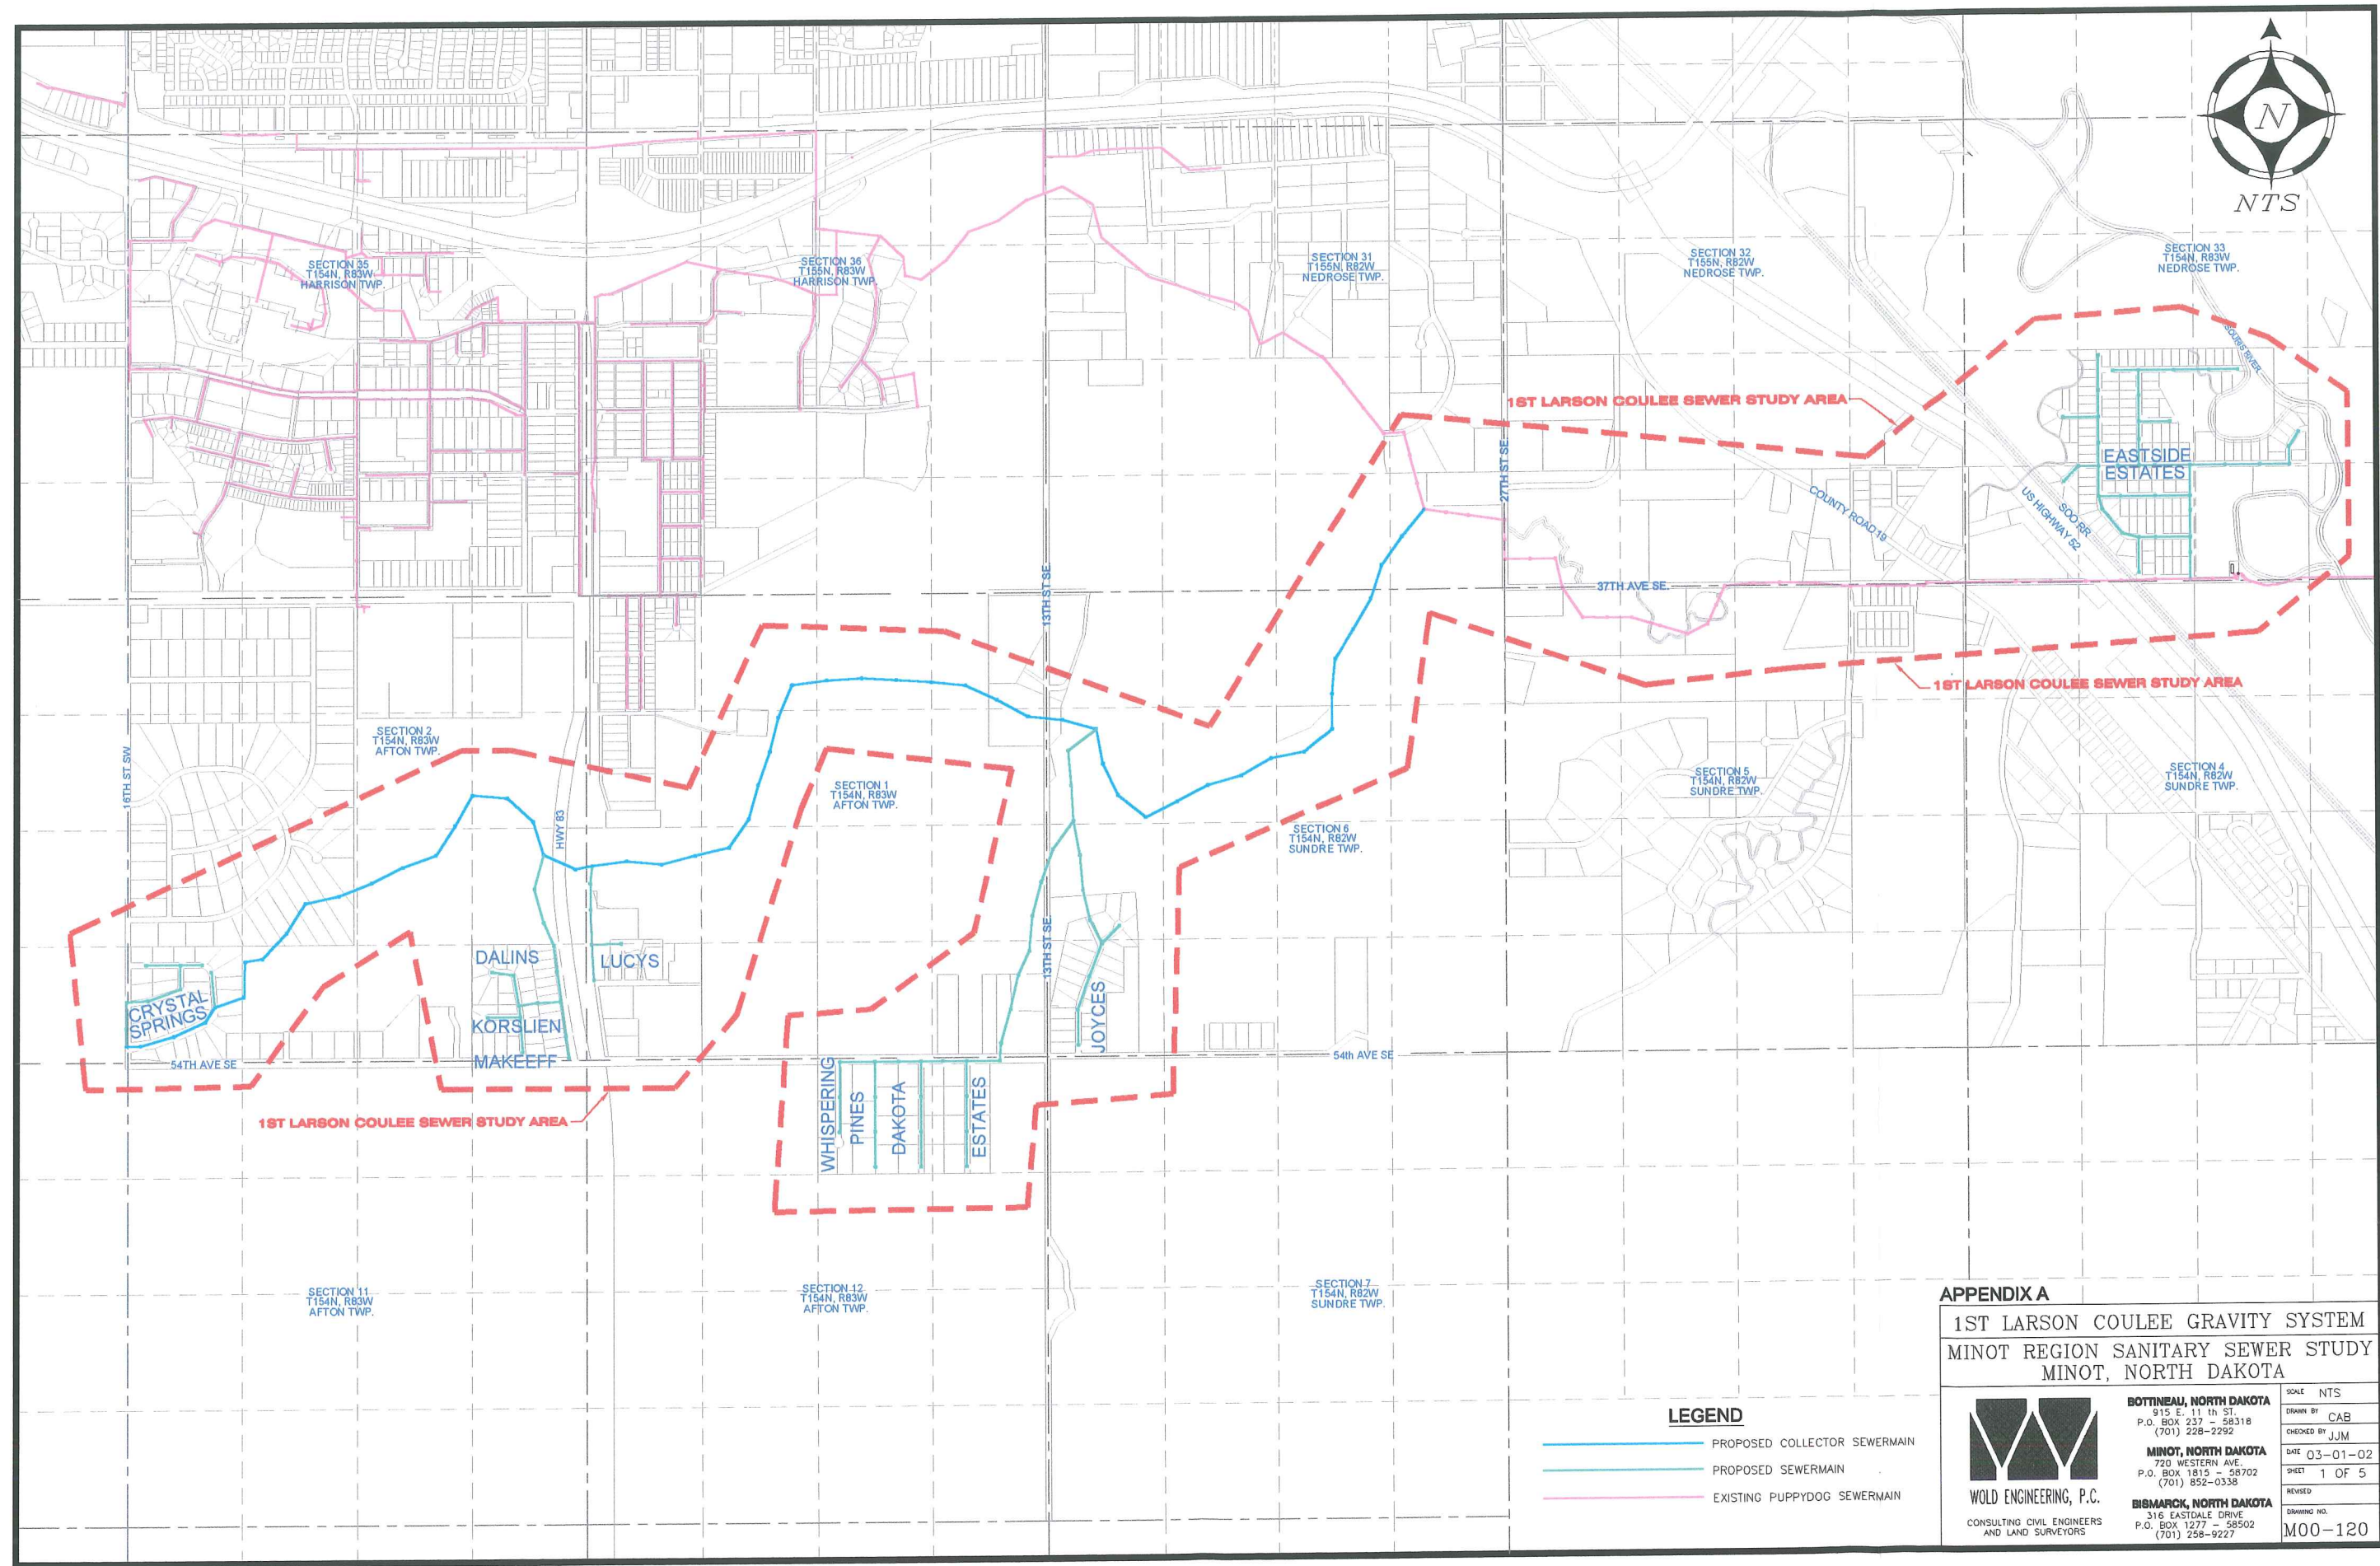 N
NTS
SECTION 35
T154N, R83W
HARRISON TWP.
SECTION 36
T155N, R83W
HARRISON TWP.
SECTION 31
T155N, R82W
NEDROSE TWP.
SECTION 32
T155N, R82W
NEDROSE TWP.
SECTION 33
T154N, R83W
NEDROSE TWP.
SOURIS RIVER
1ST LARSON COULEE SEWER STUDY AREA
27TH ST SE
COUNTY ROAD 19
US HIGHWAY 52
SOO RR
EASTSIDE
ESTATES
37TH AVE SE.
13TH ST SE
1ST LARSON COULEE SEWER STUDY AREA
16TH ST SW
SECTION 2
T154N, R83W
AFTON TWP.
HWY 83
SECTION 1
T154N, R83W
AFTON TWP.
SECTION 6
T154N, R82W
SUNDRE TWP.
SECTION 5
T154N, R82W
SUNDRE TWP.
SECTION 4
T154N, R82W
SUNDRE TWP.
CRYSTAL
SPRINGS
DALINS
LUCYS
KORSLIEN
MAKEEFF
13TH ST SE
JOYCES
54TH AVE SE
54th AVE SE
WHISPERING
PINES
DAKOTA
ESTATES
1ST LARSON COULEE SEWER STUDY AREA
SECTION 11
T154N, R83W
AFTON TWP.
SECTION 12
T154N, R83W
AFTON TWP.
SECTION 7
T154N, R82W
SUNDRE TWP.
LEGEND
PROPOSED COLLECTOR SEWERMAIN
PROPOSED SEWERMAIN
EXISTING PUPPYDOG SEWERMAIN
APPENDIX A
1ST LARSON COULEE GRAVITY SYSTEM
MINOT REGION SANITARY SEWER STUDY
MINOT, NORTH DAKOTA
WOLD ENGINEERING, P.C.
CONSULTING CIVIL ENGINEERS
AND LAND SURVEYORS
BOTTINEAU, NORTH DAKOTA
915 E. 11 th ST.
P.O. BOX 237 - 58318
(701) 228-2292
MINOT, NORTH DAKOTA
720 WESTERN AVE.
P.O. BOX 1815 - 58702
(701) 852-0338
BISMARCK, NORTH DAKOTA
316 EASTDALE DRIVE
P.O. BOX 1277 - 58502
(701) 258-9227
SCALE NTS
DRAWN BY CAB
CHECKED BY JJM
DATE 03-01-02
SHEET 1 OF 5
REVISED
DRAWING NO.
M00-120